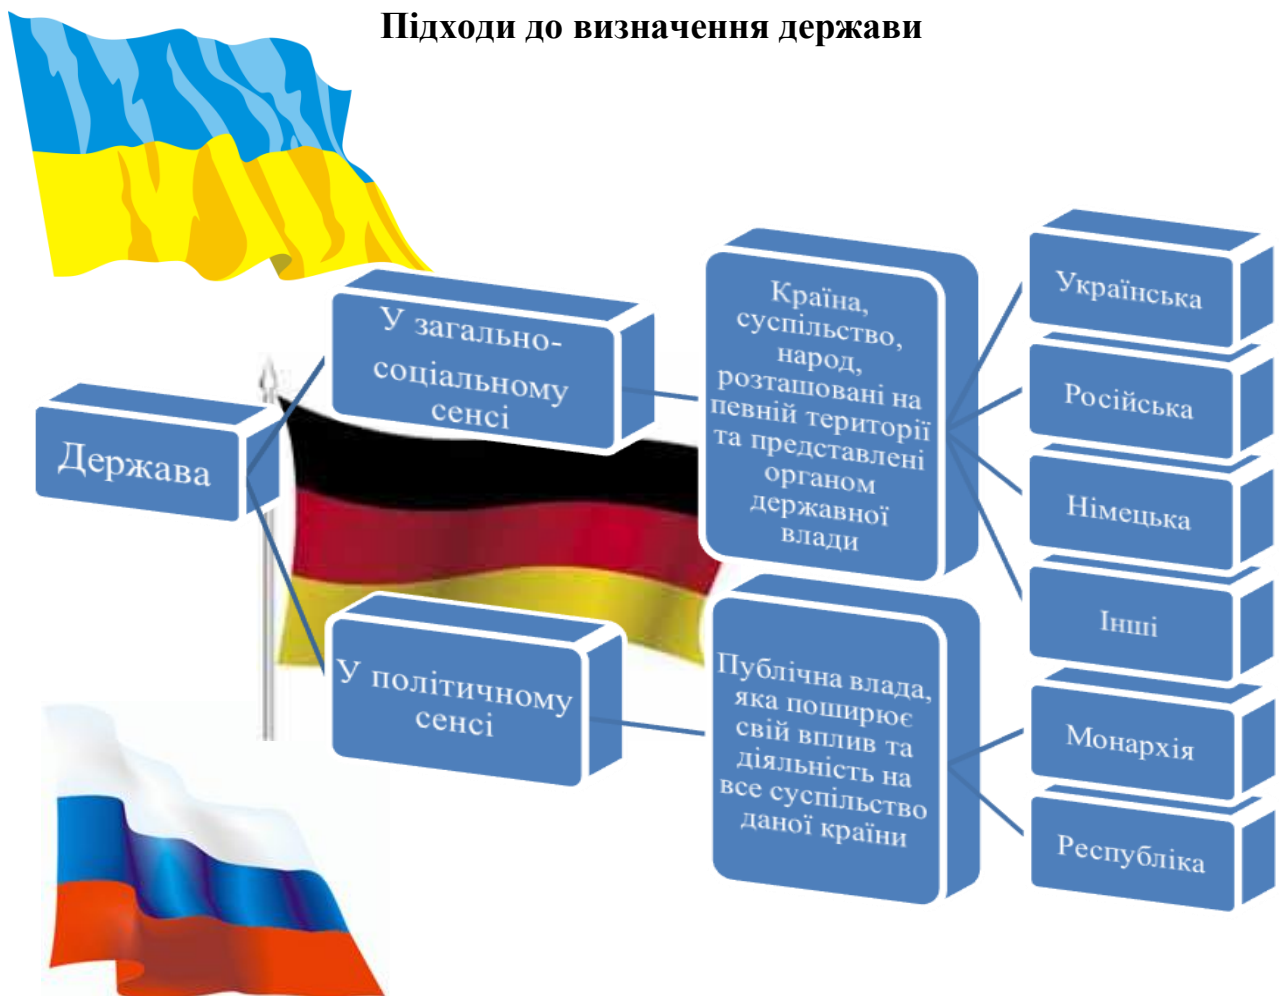 Підходи до визначення держави
Держава
У загально-
соціальному
сенсі
Країна,
суспільство,
народ,
розташовані на
певній території
та представлені
органом
державної
влади
Українська
Російська
Німецька
Інші
У політичному
сенсі
Публічна влада,
яка поширює
свій вплив та
діяльність на
все суспільство
даної країни
Монархія
Республіка